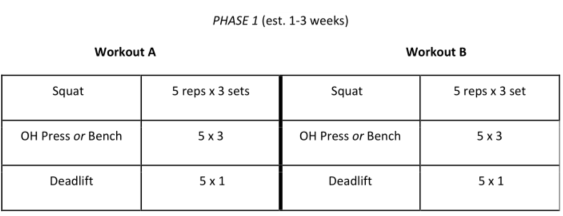 PHASE 1 (est. 1-3 weeks)
Workout A Workout B
Squat 5 reps x 3 sets Squat 5 reps x 3 set
OH Press or Bench 5 x 3 OH Press or Bench 5 x 3
Deadlift 5 x 1 Deadlift 5 x 1